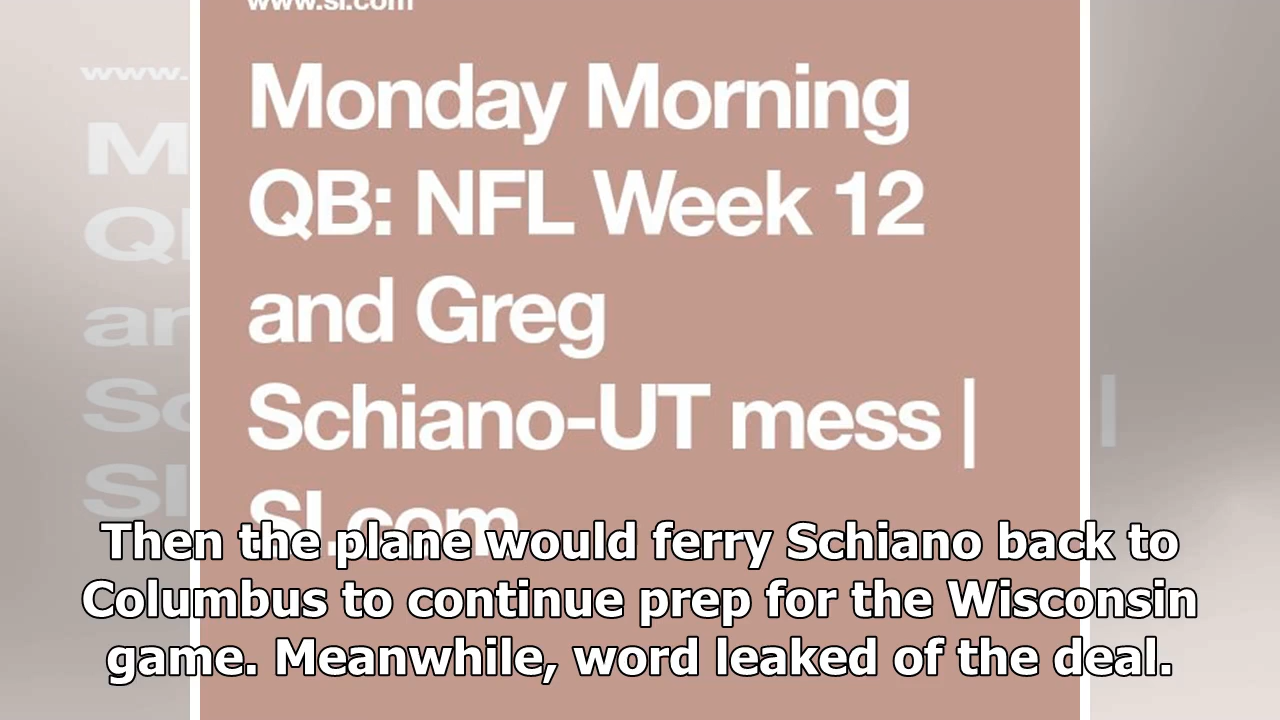 www.si.com
Monday Morning
QB: NFL Week 12
and Greg
Schiano-UT mess |
SI.com
Then the plane would ferry Schiano back to
Columbus to continue prep for the Wisconsin
game. Meanwhile, word leaked of the deal.